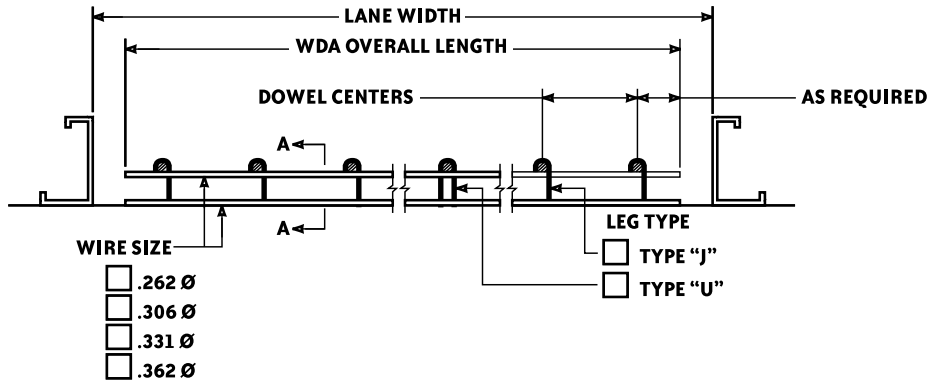 LANE WIDTH
WDA OVERALL LENGTH
DOWEL CENTERS
AS REQUIRED
A
A
WIRE SIZE
.262 Ø
.306 Ø
.331 Ø
.362 Ø
LEG TYPE
TYPE “J”
TYPE “U”